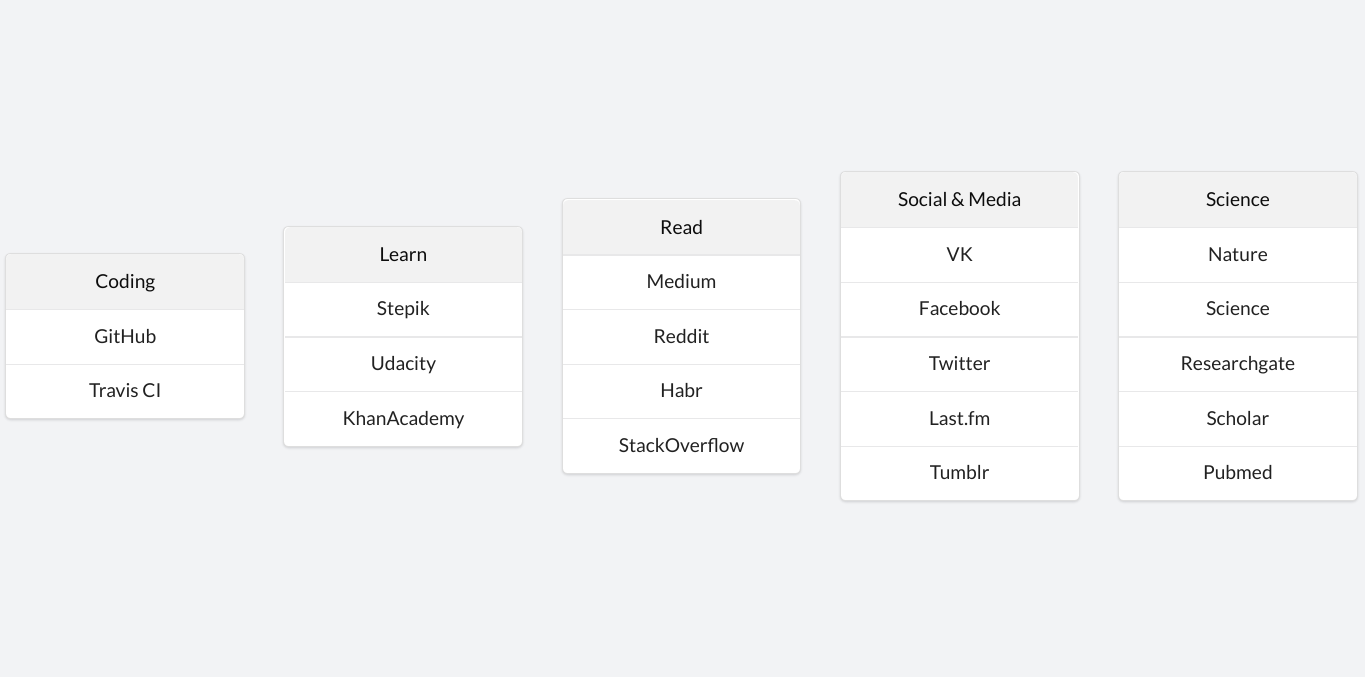 Coding
GitHub
Travis CI
Learn
Stepik
Udacity
KhanAcademy
Read
Medium
Reddit
Habr
StackOverflow
Social & Media
VK
Facebook
Twitter
Last.fm
Tumblr
Science
Nature
Science
Researchgate
Scholar
Pubmed